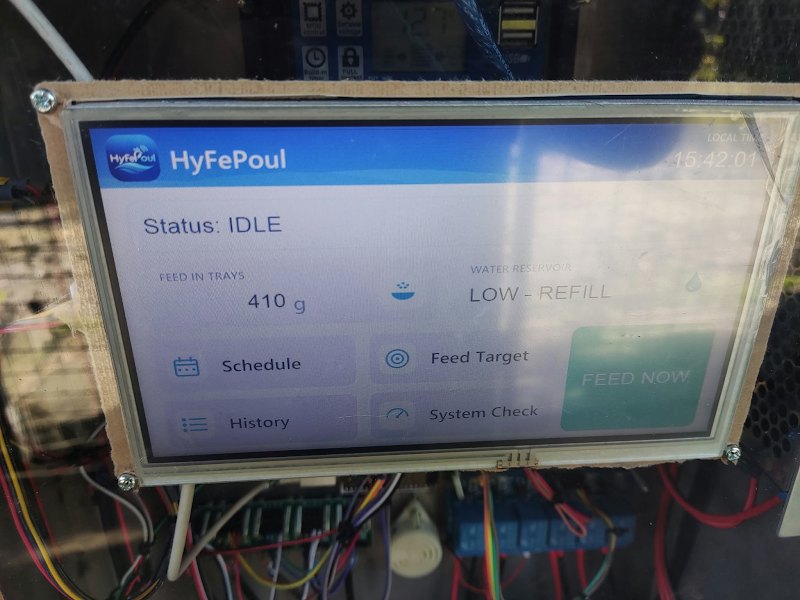 HyFePoul
HyFePoul
LOCAL TIME
15:42:01
Status: IDLE
FEED IN TRAYS
410 g
WATER RESERVOIR
LOW - REFILL
Schedule
Feed Target
FEED NOW
History
System Check